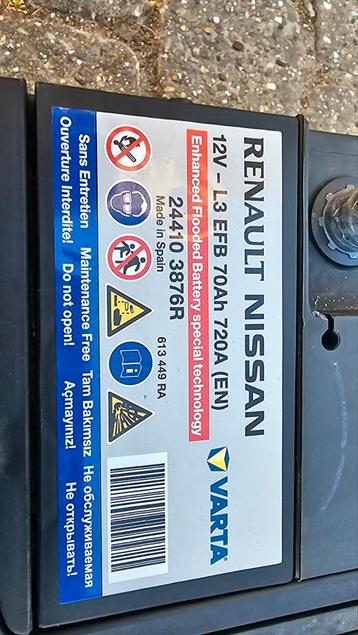 RENAULT NISSAN
12V – L3 EFB 70Ah 720A (EN)
Enhanced Flooded Battery special technology
VARTA
24410 3876R
Made in Spain
613 449 RA
Sans Entretien Maintenance Free Tam Bakımsız Не обслуживаемая
Ouverture Interdite! Do not open! Açmayınız! Не открывать!